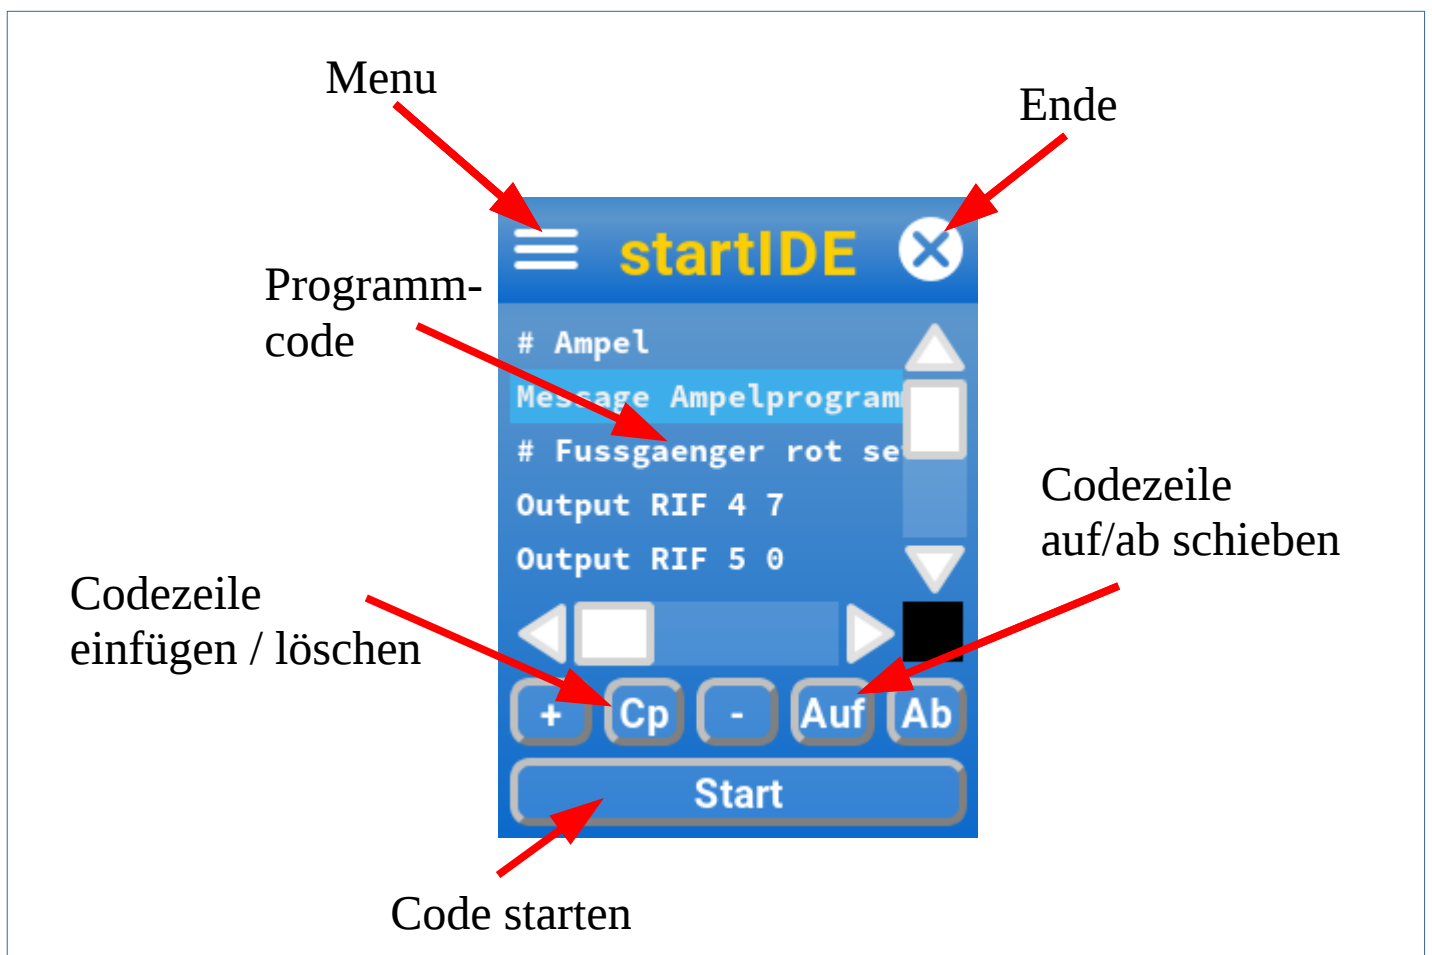 Menu
Ende
startIDE
Programm-
code
# Ampel
Message Ampelprogram
# Fussgaenger rot se
Output RIF 4 7
Output RIF 5 0
Codezeile
auf/ab schieben
Codezeile
einfügen / löschen
+ Cp - Auf Ab
Start
Code starten